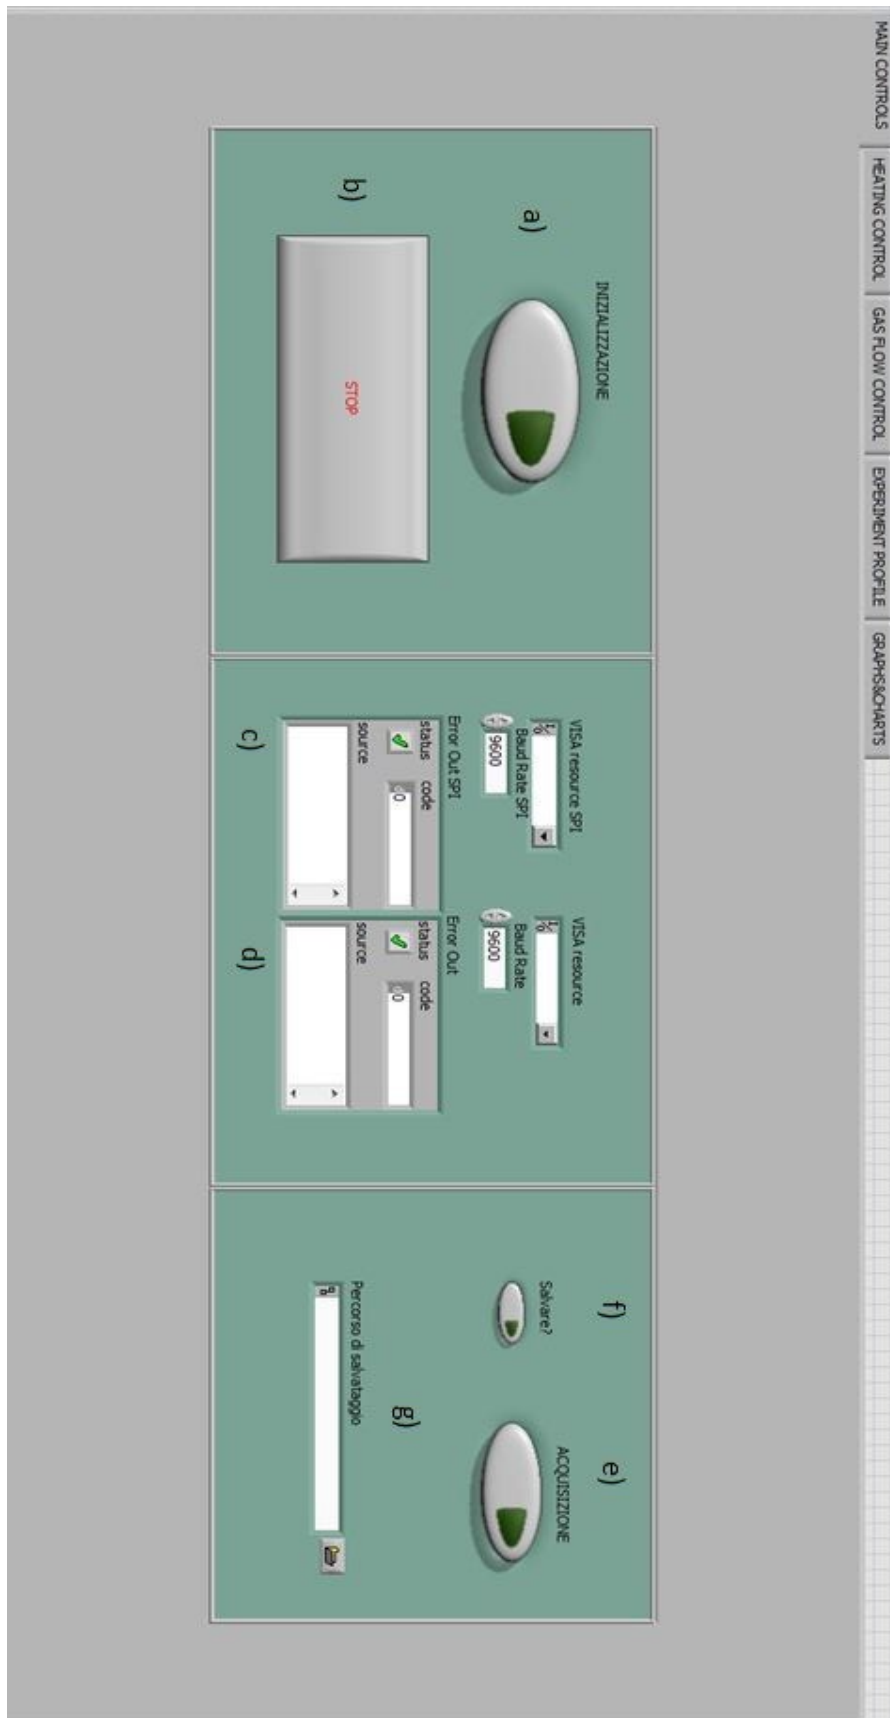 MAIN CONTROLS
HEATING CONTROL
GAS FLOW CONTROL
EXPERIMENT PROFILE
GRAPHS&CHARTS
a)
INIZIALIZZAZIONE
b)
STOP
VISA resource SPI
Baud Rate SPI
9600
Error Out SPI
status code
0
source
c)
VISA resource
Baud Rate
9600
Error Out
status code
0
source
d)
f)
Salvare?
e)
ACQUISIZIONE
g)
Percorso di salvataggio